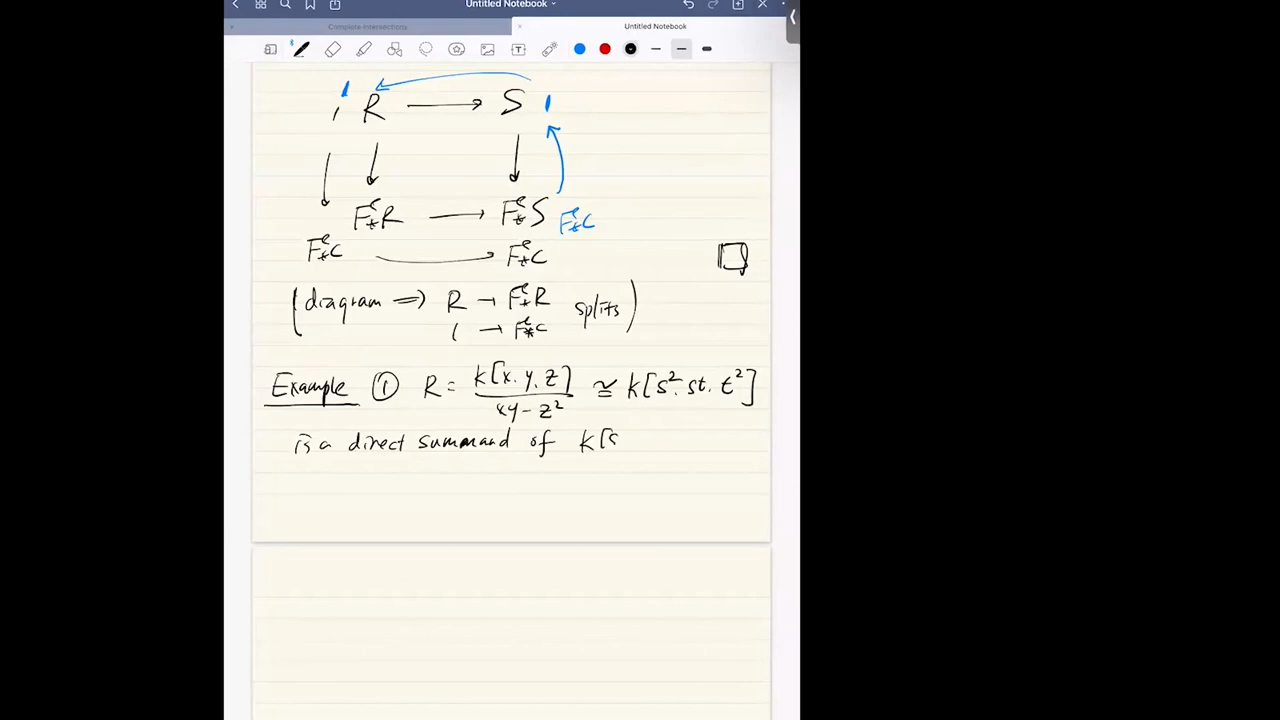 Untitled Notebook
Complete Intersections
Untitled Notebook
T
1 R → S 1
F^e_*R → F^e_*S F^e_*c
F^e_*c → F^e_*c
(diagram ⇒ R → F^e_*R splits)
1 → F^e_*c
Example ① R = k[x, y, z] / xy - z² ≅ k[s², st, t²]
is a direct summand of k[s